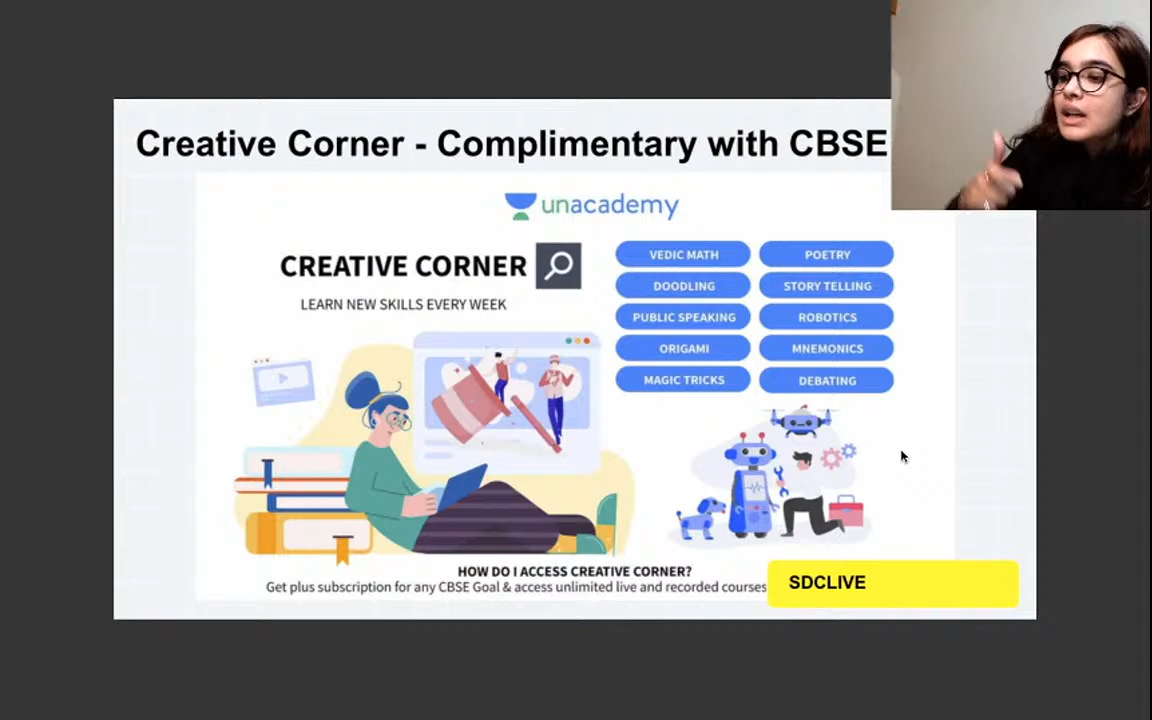 Creative Corner - Complimentary with CBSE
unacademy
CREATIVE CORNER
LEARN NEW SKILLS EVERY WEEK
VEDIC MATH
POETRY
DOODLING
STORY TELLING
PUBLIC SPEAKING
ROBOTICS
ORIGAMI
MNEMONICS
MAGIC TRICKS
DEBATING
HOW DO I ACCESS CREATIVE CORNER?
Get plus subscription for any CBSE Goal & access unlimited live and recorded courses
SDCLIVE